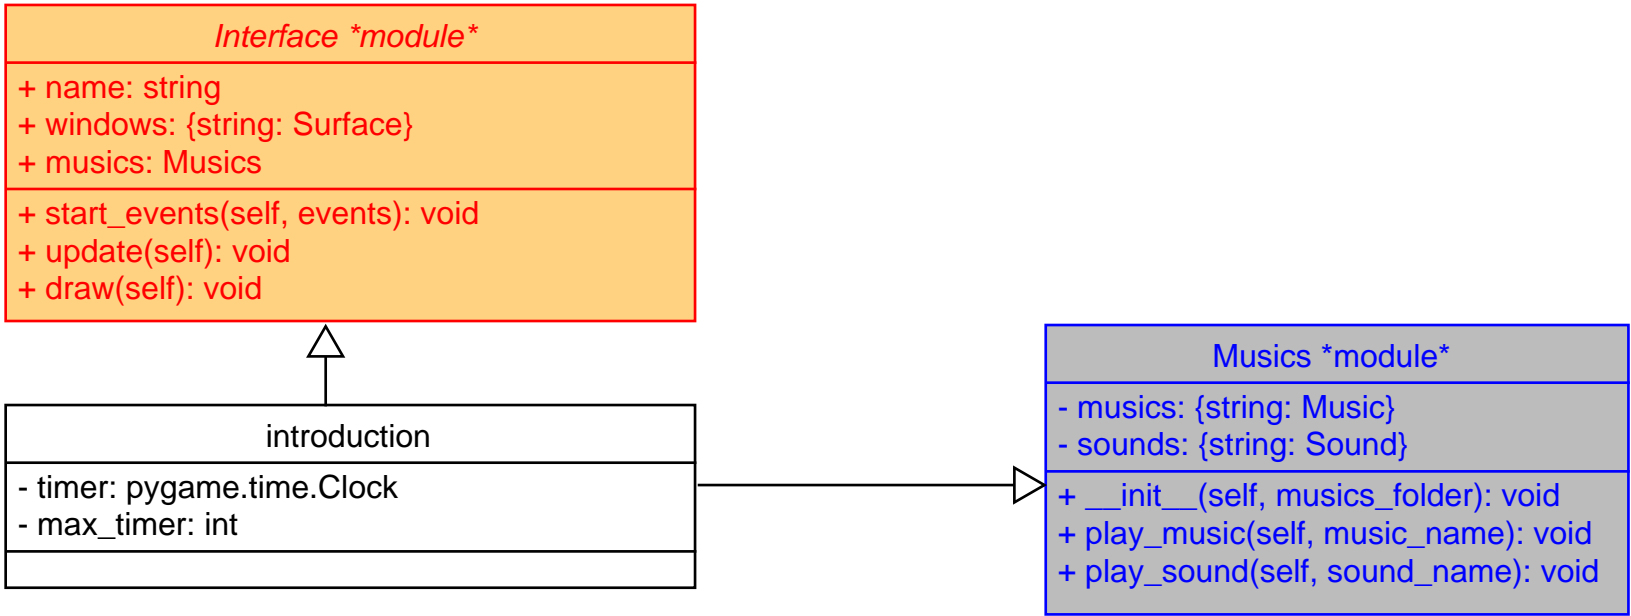 Interface *module*
+ name: string
+ windows: {string: Surface}
+ musics: Musics
+ start_events(self, events): void
+ update(self): void
+ draw(self): void
introduction
- timer: pygame.time.Clock
- max_timer: int
Musics *module*
- musics: {string: Music}
- sounds: {string: Sound}
+ __init__(self, musics_folder): void
+ play_music(self, music_name): void
+ play_sound(self, sound_name): void